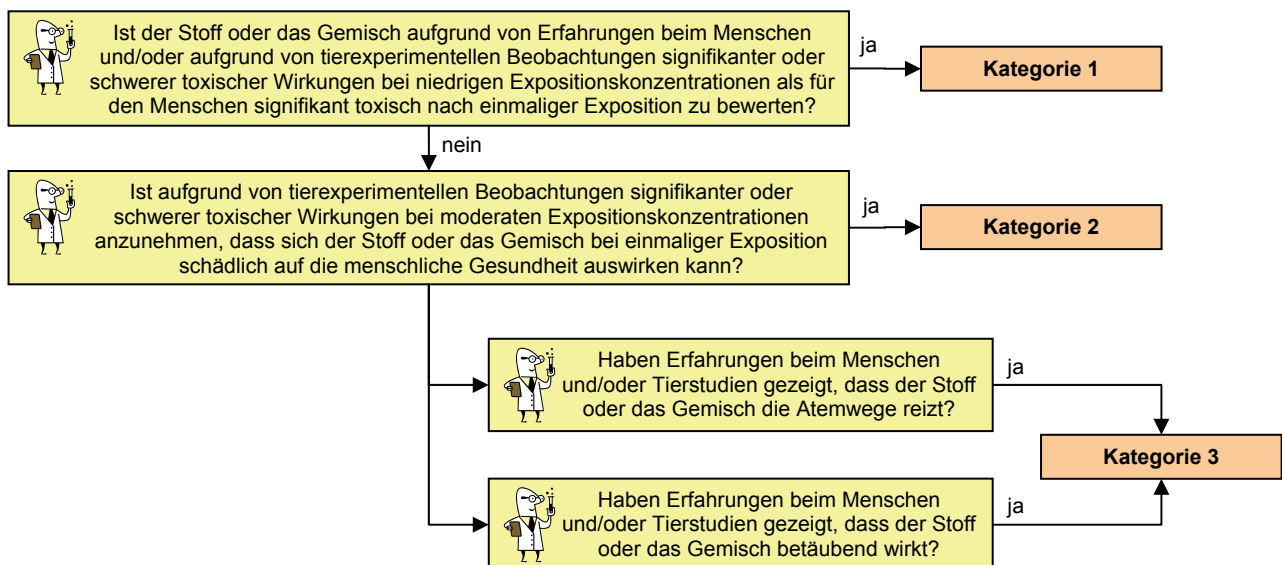 Ist der Stoff oder das Gemisch aufgrund von Erfahrungen beim Menschen
und/oder aufgrund von tierexperimentellen Beobachtungen signifikanter oder
schwerer toxischer Wirkungen bei niedrigen Expositionskonzentrationen als für
den Menschen signifikant toxisch nach einmaliger Exposition zu bewerten?
ja
Kategorie 1
nein
Ist aufgrund von tierexperimentellen Beobachtungen signifikanter oder
schwerer toxischer Wirkungen bei moderaten Expositionskonzentrationen
anzunehmen, dass sich der Stoff oder das Gemisch bei einmaliger Exposition
schädlich auf die menschliche Gesundheit auswirken kann?
ja
Kategorie 2
Haben Erfahrungen beim Menschen
und/oder Tierstudien gezeigt, dass der Stoff
oder das Gemisch die Atemwege reizt?
ja
Kategorie 3
Haben Erfahrungen beim Menschen
und/oder Tierstudien gezeigt, dass der Stoff
oder das Gemisch betäubend wirkt?
ja